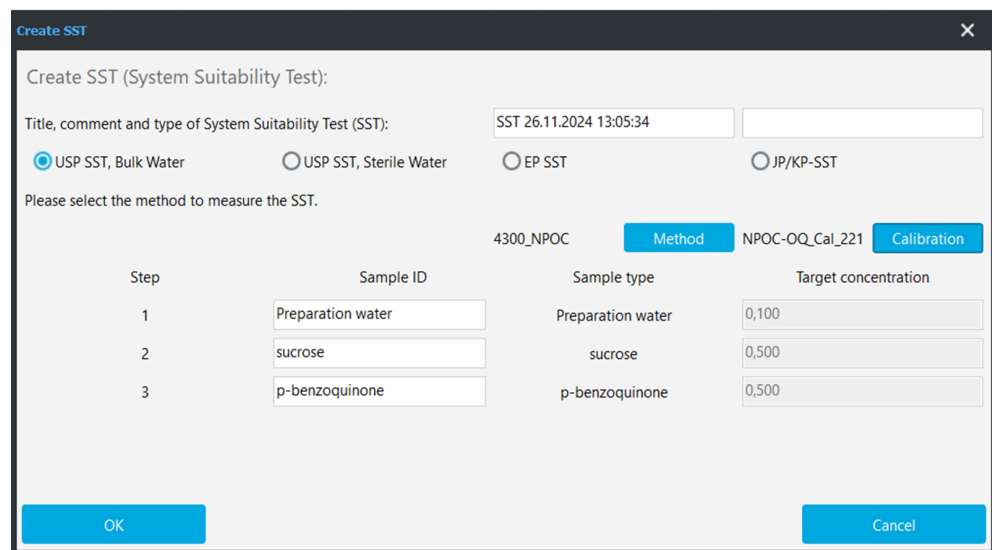 Create SST
Create SST (System Suitability Test):
Title, comment and type of System Suitability Test (SST): SST 26.11.2024 13:05:34
USP SST, Bulk Water USP SST, Sterile Water EP SST JP/KP-SST
Please select the method to measure the SST.
4300_NPOC Method NPOC-OQ_Cal_221 Calibration
Step Sample ID Sample type Target concentration
1 Preparation water Preparation water 0,100
2 sucrose sucrose 0,500
3 p-benzoquinone p-benzoquinone 0,500
OK Cancel